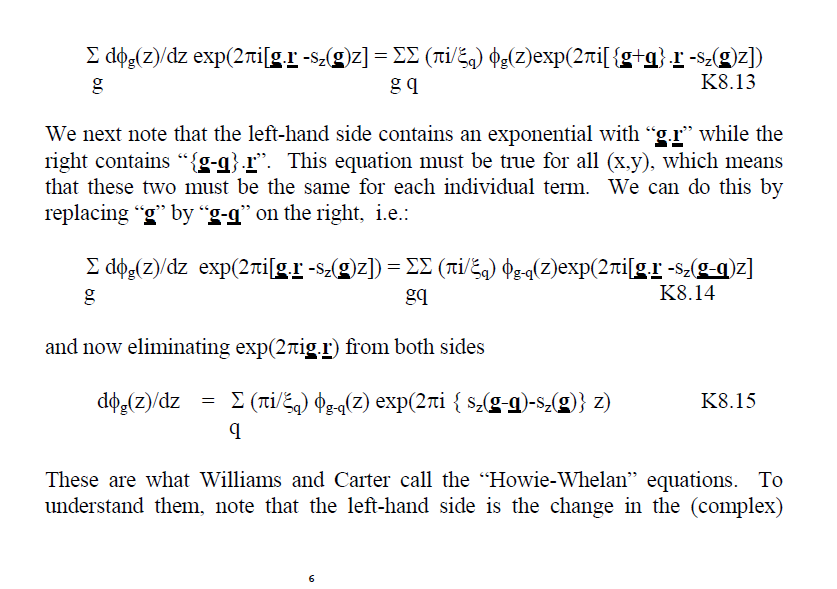 Σ dϕg(z)/dz exp(2πi[g.r -sz(g)z] = ΣΣ (πi/ξq) ϕg(z)exp(2πi[{g+q}.r -sz(g)z])
g g q K8.13
We next note that the left-hand side contains an exponential with “g.r” while the
right contains “{g-q}.r”. This equation must be true for all (x,y), which means
that these two must be the same for each individual term. We can do this by
replacing “g” by “g-q” on the right, i.e.:
Σ dϕg(z)/dz exp(2πi[g.r -sz(g)z]) = ΣΣ (πi/ξq) ϕg-q(z)exp(2πi[g.r -sz(g-q)z]
g gq K8.14
and now eliminating exp(2πig.r) from both sides
dϕg(z)/dz = Σ (πi/ξq) ϕg-q(z) exp(2πi { sz(g-q)-sz(g)} z) K8.15
q
These are what Williams and Carter call the “Howie-Whelan” equations. To
understand them, note that the left-hand side is the change in the (complex)
6